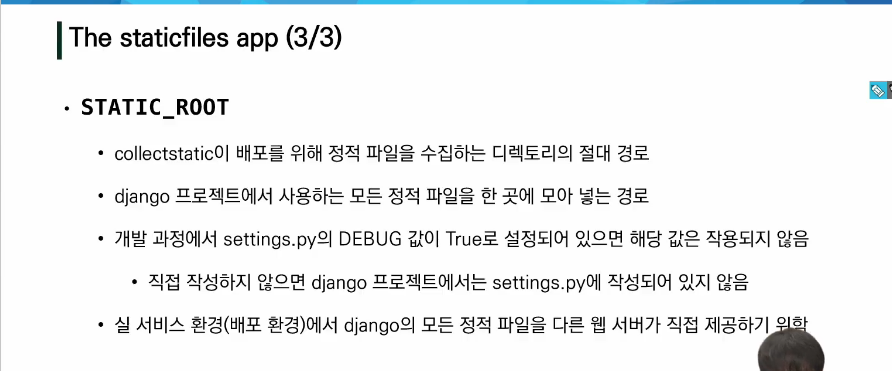 The staticfiles app (3/3)
• STATIC_ROOT
• collectstatic이 배포를 위해 정적 파일을 수집하는 디렉토리의 절대 경로
• django 프로젝트에서 사용하는 모든 정적 파일을 한 곳에 모아 넣는 경로
• 개발 과정에서 settings.py의 DEBUG 값이 True로 설정되어 있으면 해당 값은 작용되지 않음
• 직접 작성하지 않으면 django 프로젝트에서는 settings.py에 작성되어 있지 않음
• 실 서비스 환경(배포 환경)에서 django의 모든 정적 파일을 다른 웹 서버가 직접 제공하기 위함